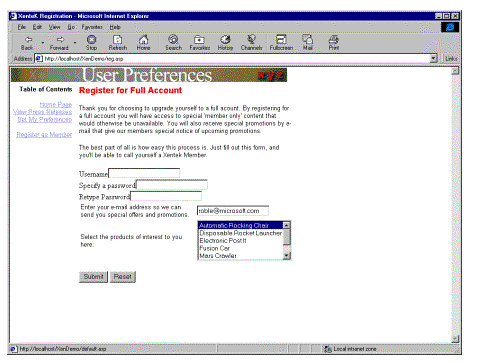 XenteK Registration - Microsoft Internet Explorer
File Edit View Go Favorites Help
Back Forward Stop Refresh Home Search Favorites History Channels Fullscreen Mail Print
Address http://localhost/XenDemo/reg.asp Links
User Preferences xyz
Table of Contents
Home Page
View Press Releases
Set My Preferences
Register as Member
Register for Full Account
Thank you for choosing to upgrade yourself to a full account. By registering for
a full account you will have access to special 'member only' content that
would otherwise be unavailable. You will also receive special promotions by e-
mail that give our members special notice of upcoming promotions.
The best part of all is how easy this process is. Just fill out this form, and
you'll be able to call yourself a Xentek Member.
Username
Specify a password
Retype Password
Enter your e-mail address so we can
send you special offers and promotions.
roble@microsoft.com
Select the products of interest to you
here:
Automatic Rocking Chair
Disposable Rocket Launcher
Electronic Post It
Fusion Car
Mars Crawler
Submit Reset
http://localhost/XenDemo/default.asp Local intranet zone